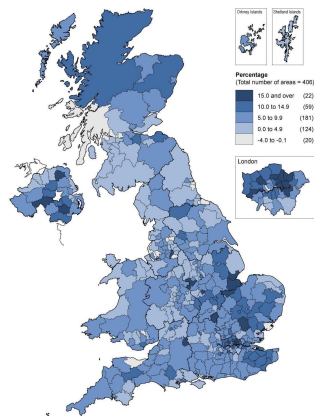 Orkney Islands
Shetland Islands
Percentage
(Total number of areas = 406)
15.0 and over (22)
10.0 to 14.9 (59)
5.0 to 9.9 (181)
0.0 to 4.9 (124)
-4.0 to -0.1 (20)
London